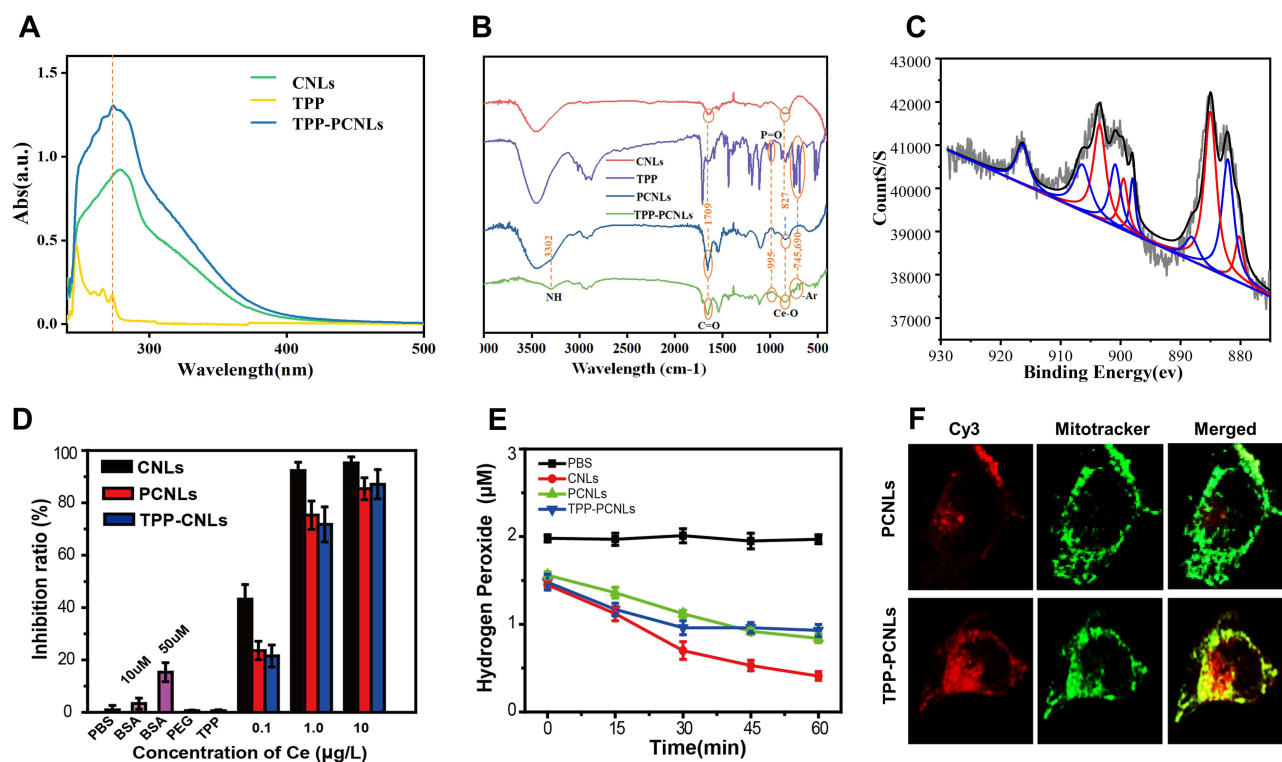 A
Abs(a.u.)
1.5
1.0
0.5
0.0
CNLs
TPP
TPP-PCNLs
300
400
500
Wavelength(nm)
B
P=O
CNLs
TPP
PCNLs
TPP-PCNLs
3302
1709
995
827
745,690
NH
C=O
Ce-O
-Ar
3500 3000 2500 2000 1500 1000 500
Wavelength (cm-1)
C
CountS/S
43000
42000
41000
40000
39000
38000
37000
929 917 905 900 890 880
Binding Energy(ev)
D
Inhibition ratio (%)
100
80
60
40
20
0
CNLs
PCNLs
TPP-CNLs
10uM
50uM
PBS
BSA
BSA
PEG
TPP
0.1 1.0 10
Concentration of Ce (µg/L)
E
Hydrogen Peroxide (µM)
3
2
1
0
PBS
CNLs
PCNLs
TPP-PCNLs
0 15 30 45 60
Time(min)
F
Cy3 Mitotracker Merged
PCNLs
TPP-PCNLs